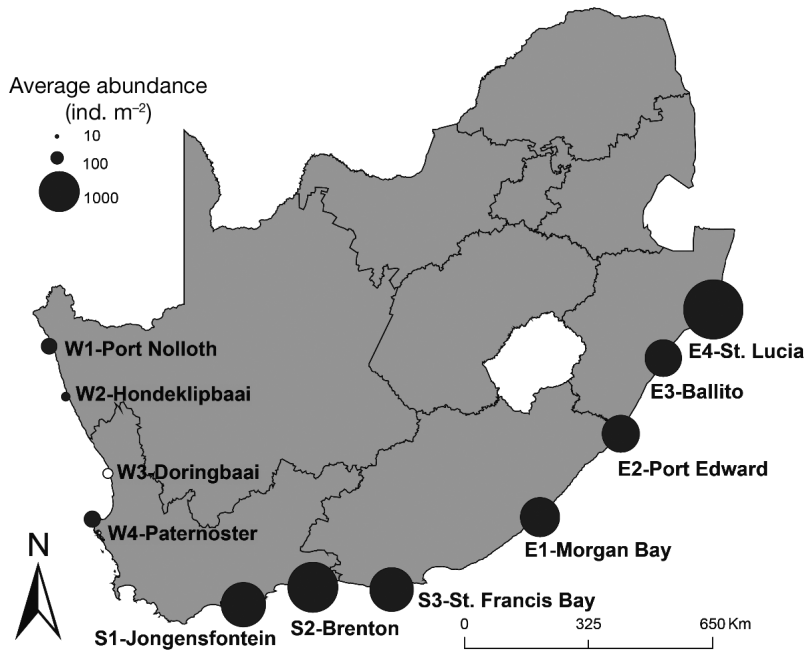 Average abundance
(ind. m–2)
10
100
1000
W1-Port Nolloth
W2-Hondeklipbaai
W3-Doringbaai
W4-Paternoster
E4-St. Lucia
E3-Ballito
E2-Port Edward
E1-Morgan Bay
S3-St. Francis Bay
S2-Brenton
S1-Jongensfontein
N
0 325 650 Km